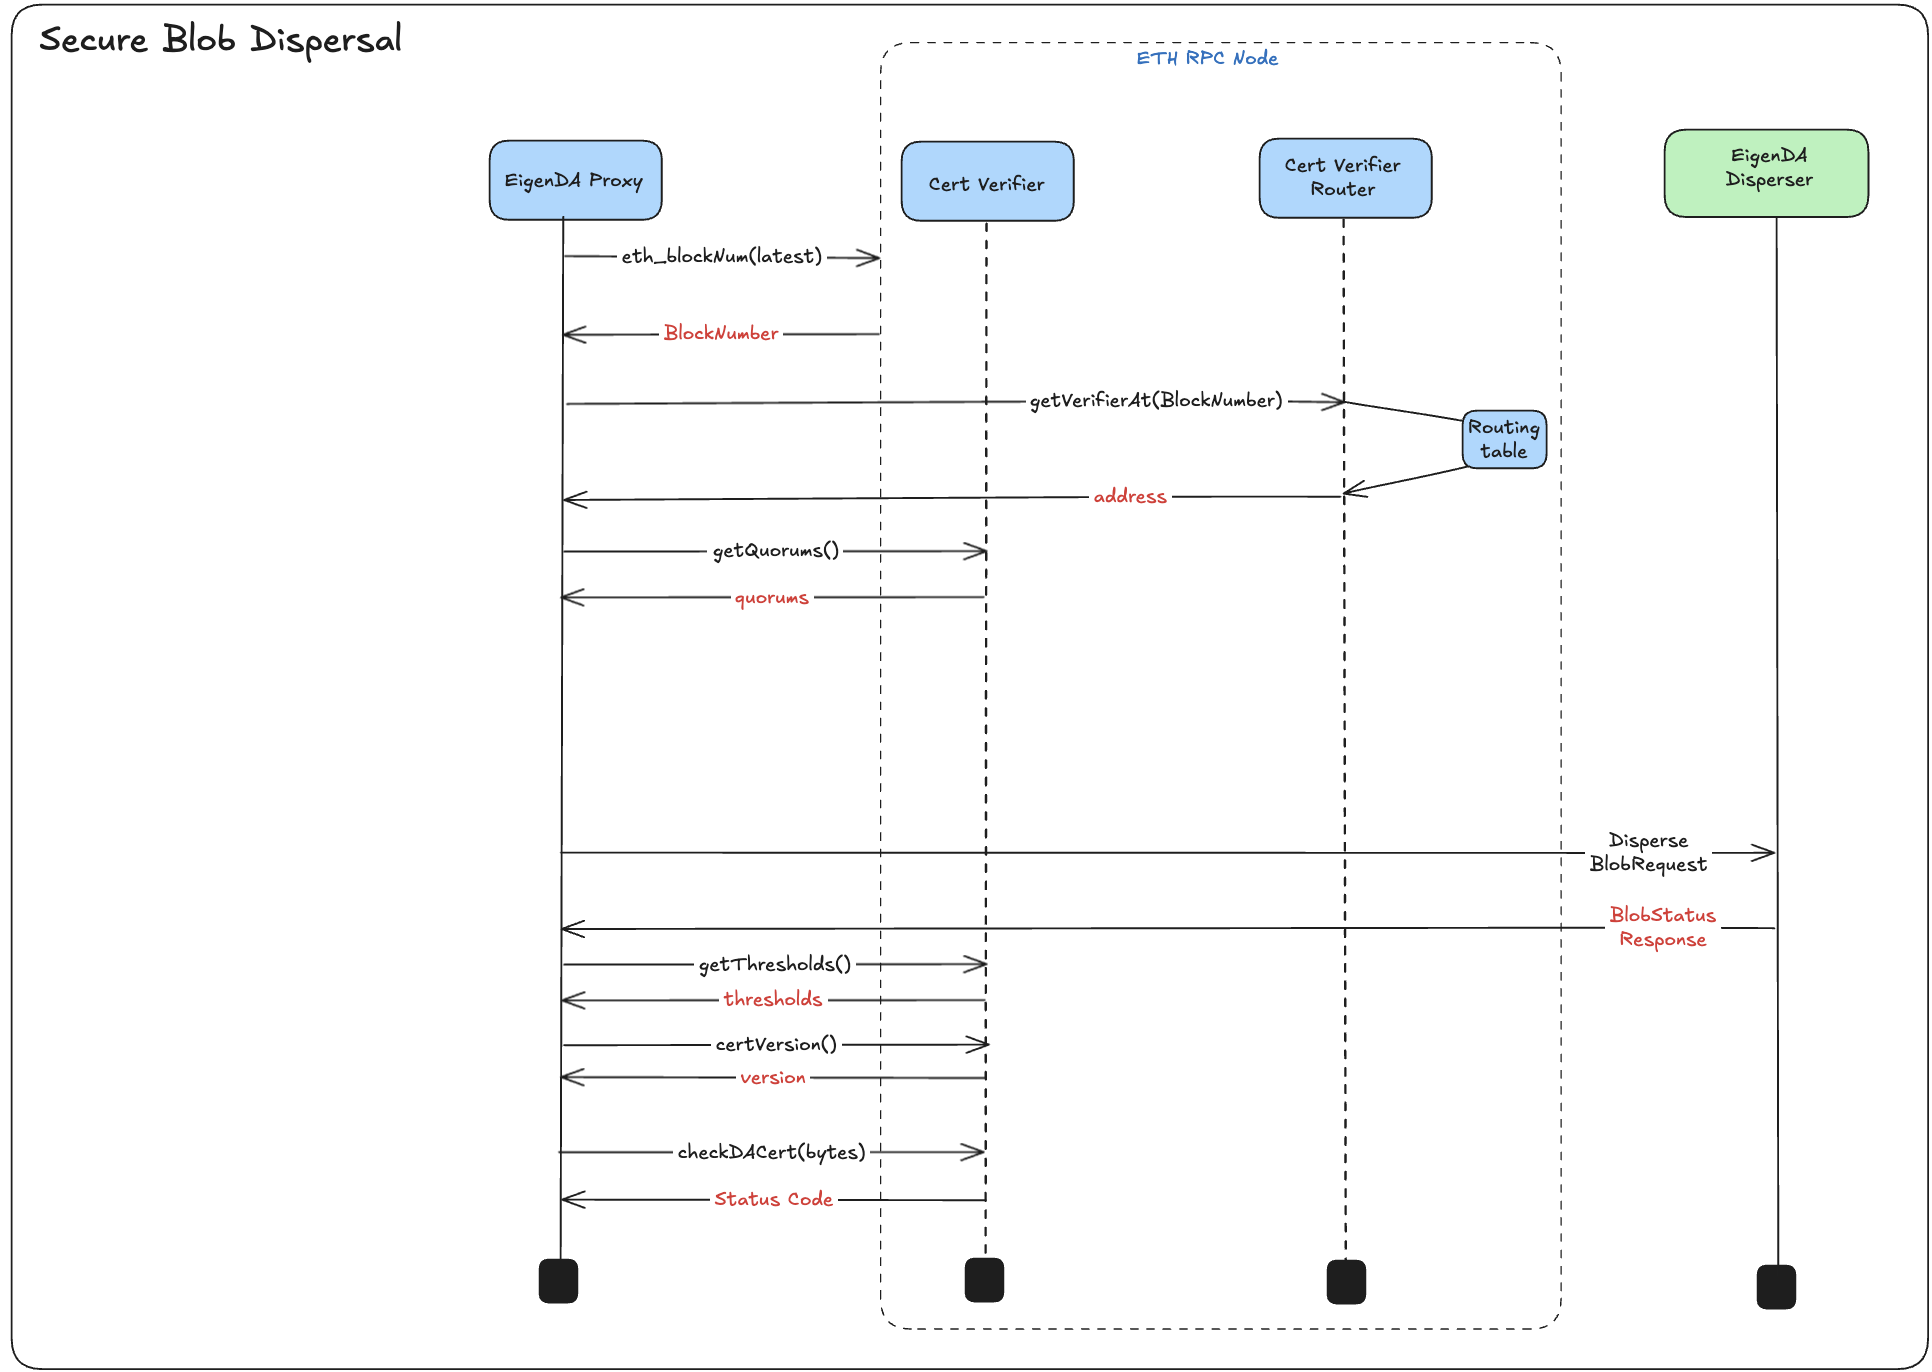 Secure Blob Dispersal
ETH RPC Node
EigenDA Proxy
Cert Verifier
Cert Verifier
Router
EigenDA
Disperser
eth_blockNum(latest)
BlockNumber
getVerifierAt(BlockNumber)
Routing
table
address
getQuorums()
quorums
Disperse
BlobRequest
BlobStatus
Response
getThresholds()
thresholds
certVersion()
version
checkDACert(bytes)
Status Code